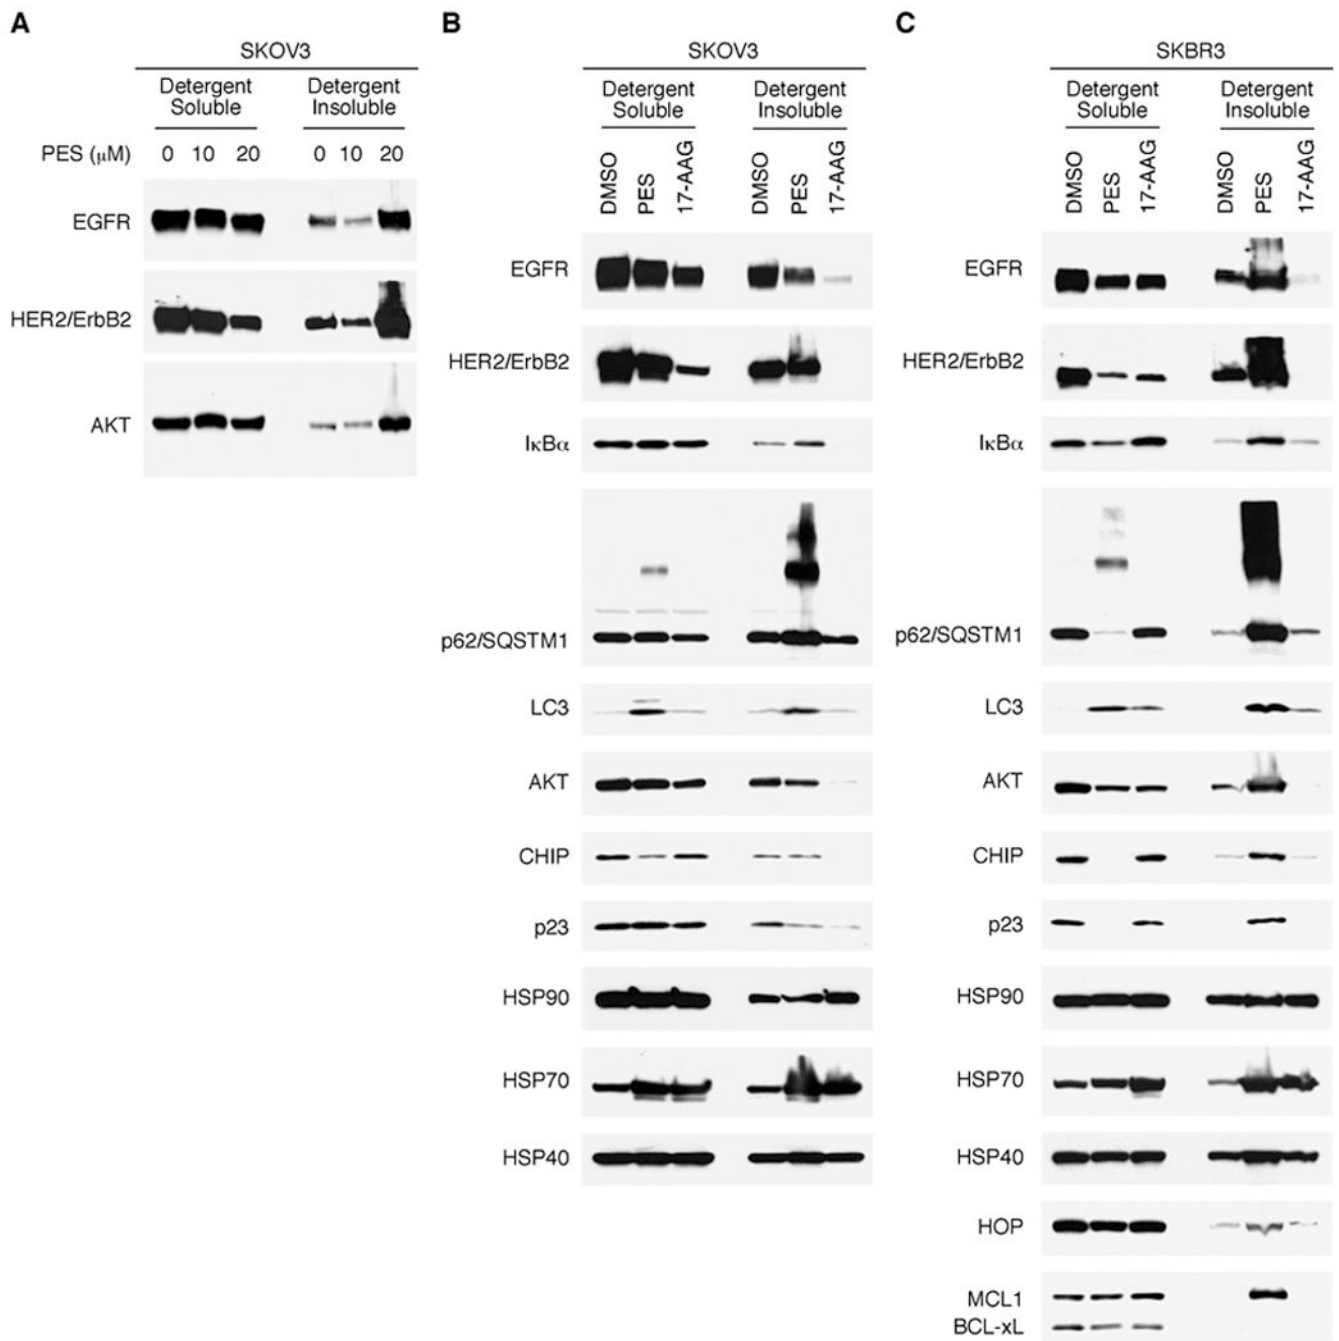 A
SKOV3
Detergent Soluble
Detergent Insoluble
PES (μM) 0 10 20 0 10 20
EGFR
HER2/ErbB2
AKT
B
SKOV3
Detergent Soluble
Detergent Insoluble
DMSO PES 17-AAG DMSO PES 17-AAG
EGFR
HER2/ErbB2
IκBα
p62/SQSTM1
LC3
AKT
CHIP
p23
HSP90
HSP70
HSP40
C
SKBR3
Detergent Soluble
Detergent Insoluble
DMSO PES 17-AAG DMSO PES 17-AAG
EGFR
HER2/ErbB2
IκBα
p62/SQSTM1
LC3
AKT
CHIP
p23
HSP90
HSP70
HSP40
HOP
MCL1
BCL-xL